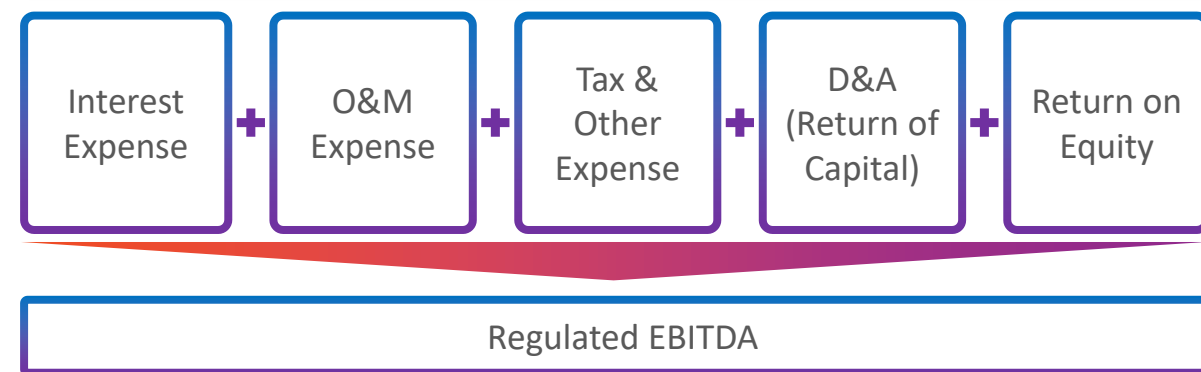 Interest
Expense
O&M
Expense
Tax &
Other
Expense
D&A
(Return of
Capital)
Return on
Equity
Regulated EBITDA